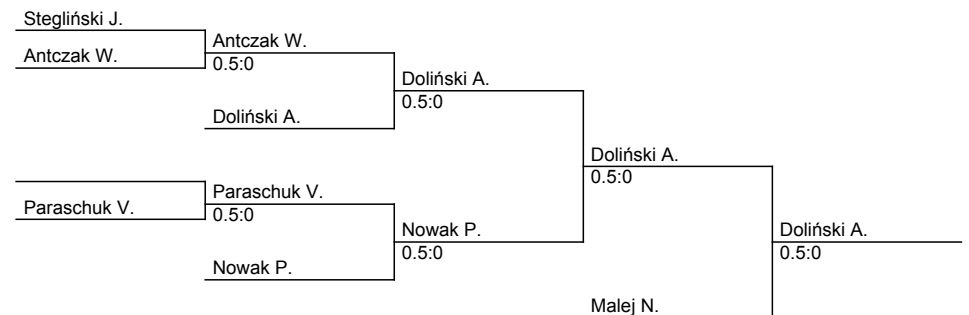 Stegliński J.
Antczak W.
Antczak W.
0.5:0
Doliński A.
Doliński A.
0.5:0
Paraschuk V.
Paraschuk V.
0.5:0
Nowak P.
Nowak P.
0.5:0
Doliński A.
0.5:0
Malej N.
Doliński A.
0.5:0